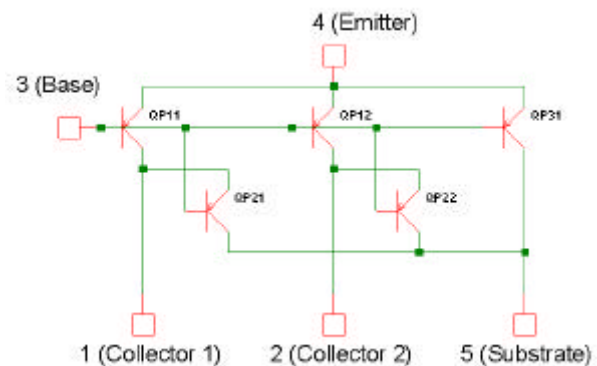 4 (Emitter)
3 (Base)
QP11
QP12
QP31
QP21
QP22
1 (Collector 1)
2 (Collector 2)
5 (Substrate)